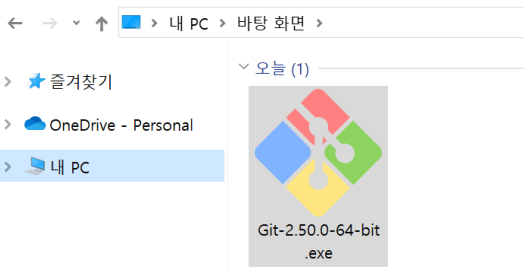 내 PC > 바탕 화면 >
오늘 (1)
즐겨찾기
OneDrive - Personal
내 PC
Git-2.50.0-64-bit
.exe